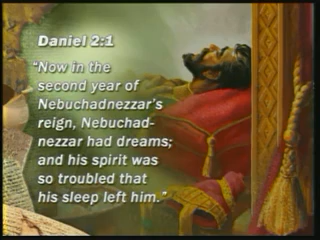 Daniel 2:1
“Now in the
second year of
Nebuchadnezzar’s
reign, Nebuchad-
nezzar had dreams;
and his spirit was
so troubled that
his sleep left him.”